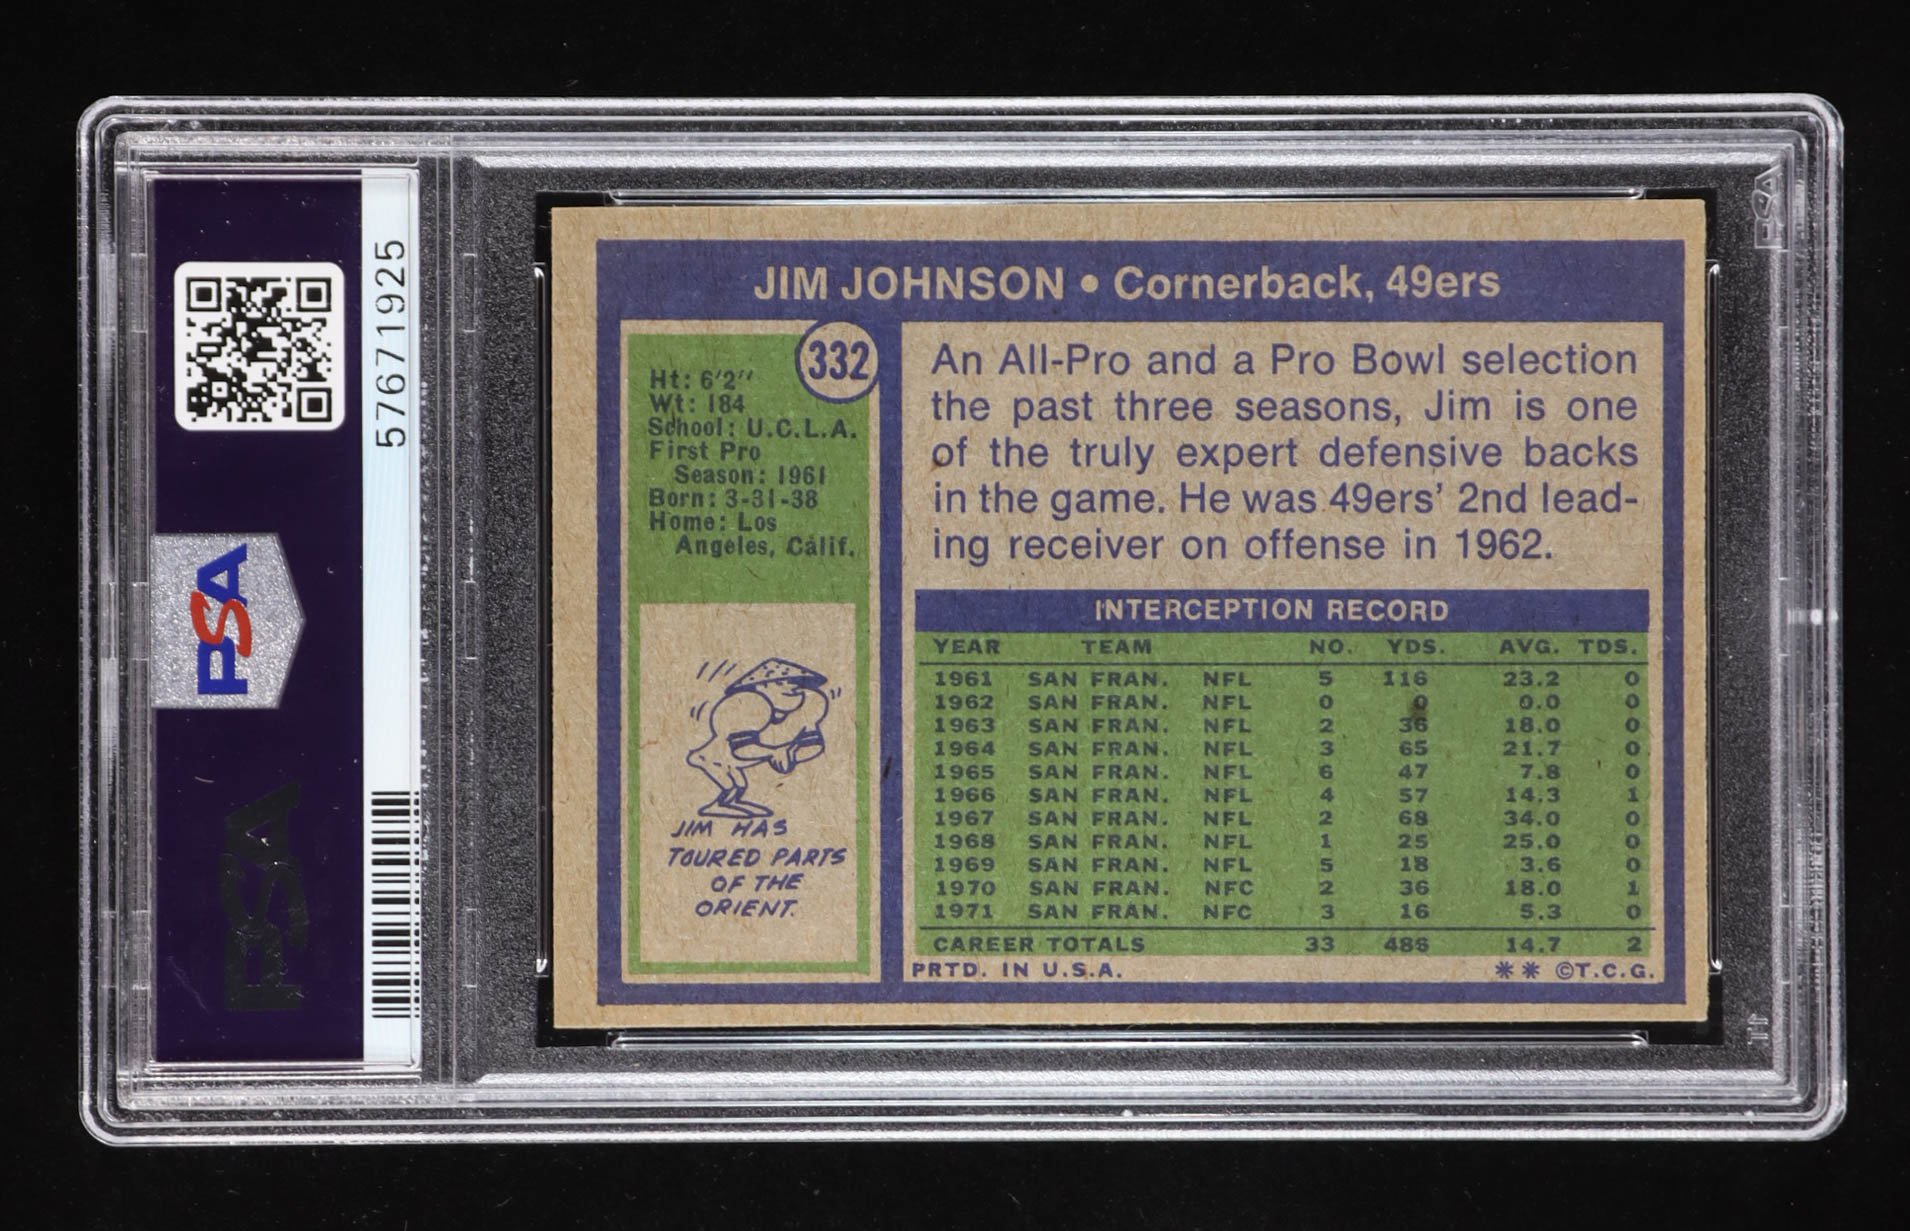 57671925
PSA
PSA
PSA
JIM JOHNSON • Cornerback, 49ers
332
Ht: 6'2''
Wt: 184
School: U.C.L.A.
First Pro
Season: 1961
Born: 3-31-38
Home: Los
Angeles, Calif.
JIM HAS
TOURED PARTS
OF THE
ORIENT.
An All-Pro and a Pro Bowl selection
the past three seasons, Jim is one
of the truly expert defensive backs
in the game. He was 49ers' 2nd lead-
ing receiver on offense in 1962.
INTERCEPTION RECORD
YEAR TEAM NO. YDS. AVG. TDS.
1961 SAN FRAN. NFL 5 116 23.2 0
1962 SAN FRAN. NFL 0 0 0.0 0
1963 SAN FRAN. NFL 2 36 18.0 0
1964 SAN FRAN. NFL 3 65 21.7 0
1965 SAN FRAN. NFL 6 47 7.8 0
1966 SAN FRAN. NFL 4 57 14.3 1
1967 SAN FRAN. NFL 2 68 34.0 0
1968 SAN FRAN. NFL 1 25 25.0 0
1969 SAN FRAN. NFL 5 18 3.6 0
1970 SAN FRAN. NFC 2 36 18.0 1
1971 SAN FRAN. NFC 3 16 5.3 0
CAREER TOTALS 33 486 14.7 2
PRTD. IN U.S.A. ** ©T.C.G.